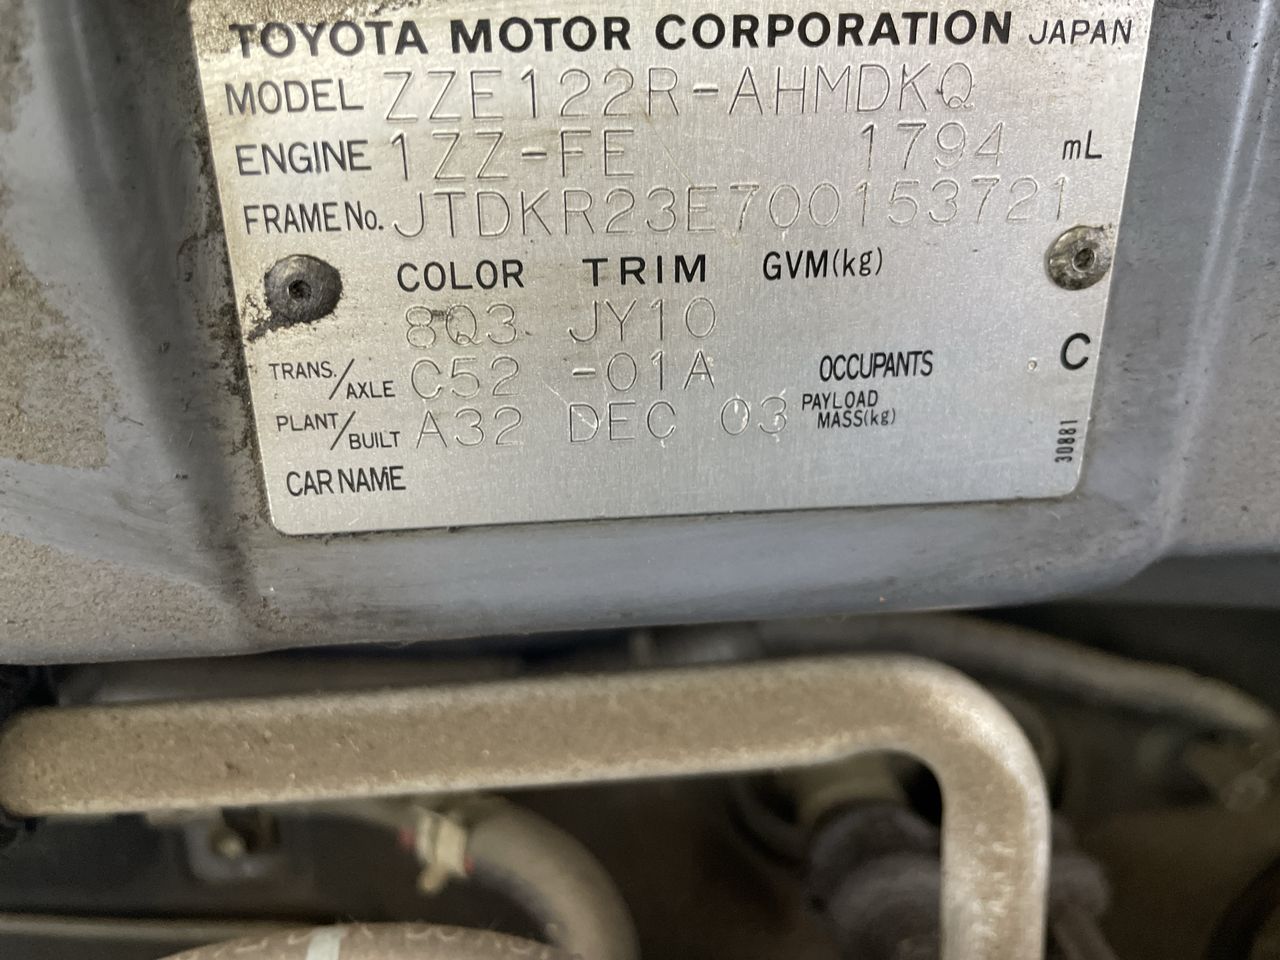 TOYOTA MOTOR CORPORATION JAPAN
MODEL ZZE122R-AHMDKQ
ENGINE 1ZZ-FE 1794 mL
FRAME No. JTDKR23E700153721
COLOR TRIM GVM(kg)
8Q3 JY10
TRANS./AXLE C52 -01A OCCUPANTS C
PLANT/BUILT A32 DEC 03 PAYLOAD MASS(kg)
CAR NAME
30881